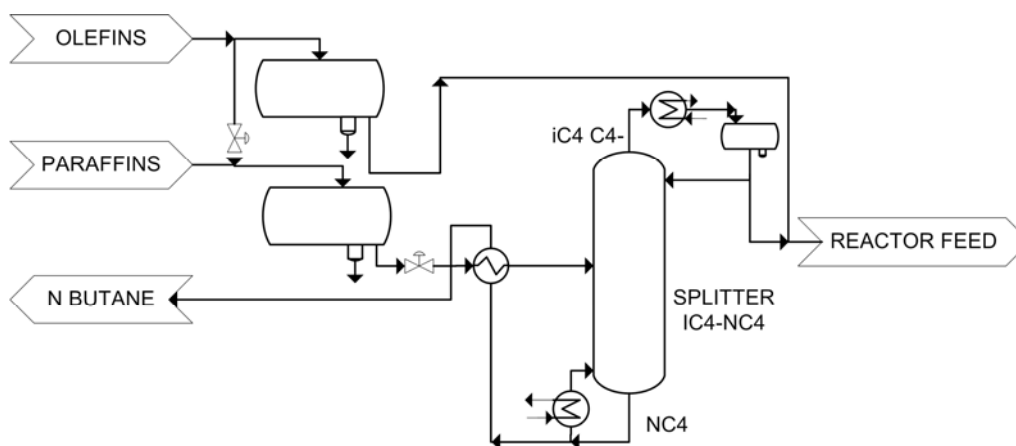 OLEFINS
iC4 C4-
PARAFFINS
REACTOR FEED
N BUTANE
SPLITTER
IC4-NC4
NC4